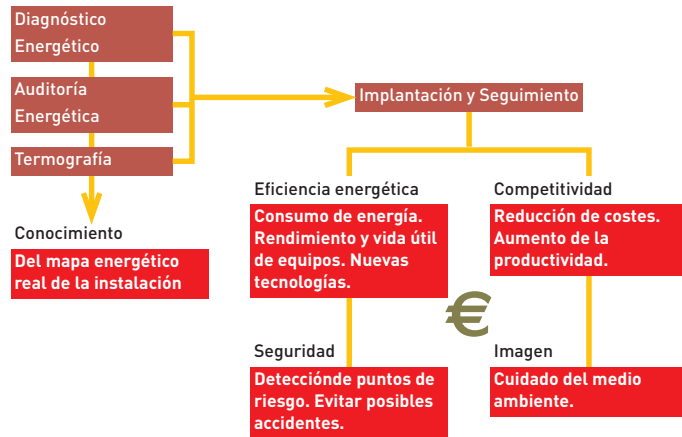 Diagnóstico
Energético
Auditoría
Energética
Termografía
Conocimiento
Del mapa energético
real de la instalación
Implantación y Seguimiento
Eficiencia energética
Consumo de energía.
Rendimiento y vida útil
de equipos. Nuevas
tecnologías.
Competitividad
Reducción de costes.
Aumento de la
productividad.
€
Seguridad
Detecciónde puntos de
riesgo. Evitar posibles
accidentes.
Imagen
Cuidado del medio
ambiente.